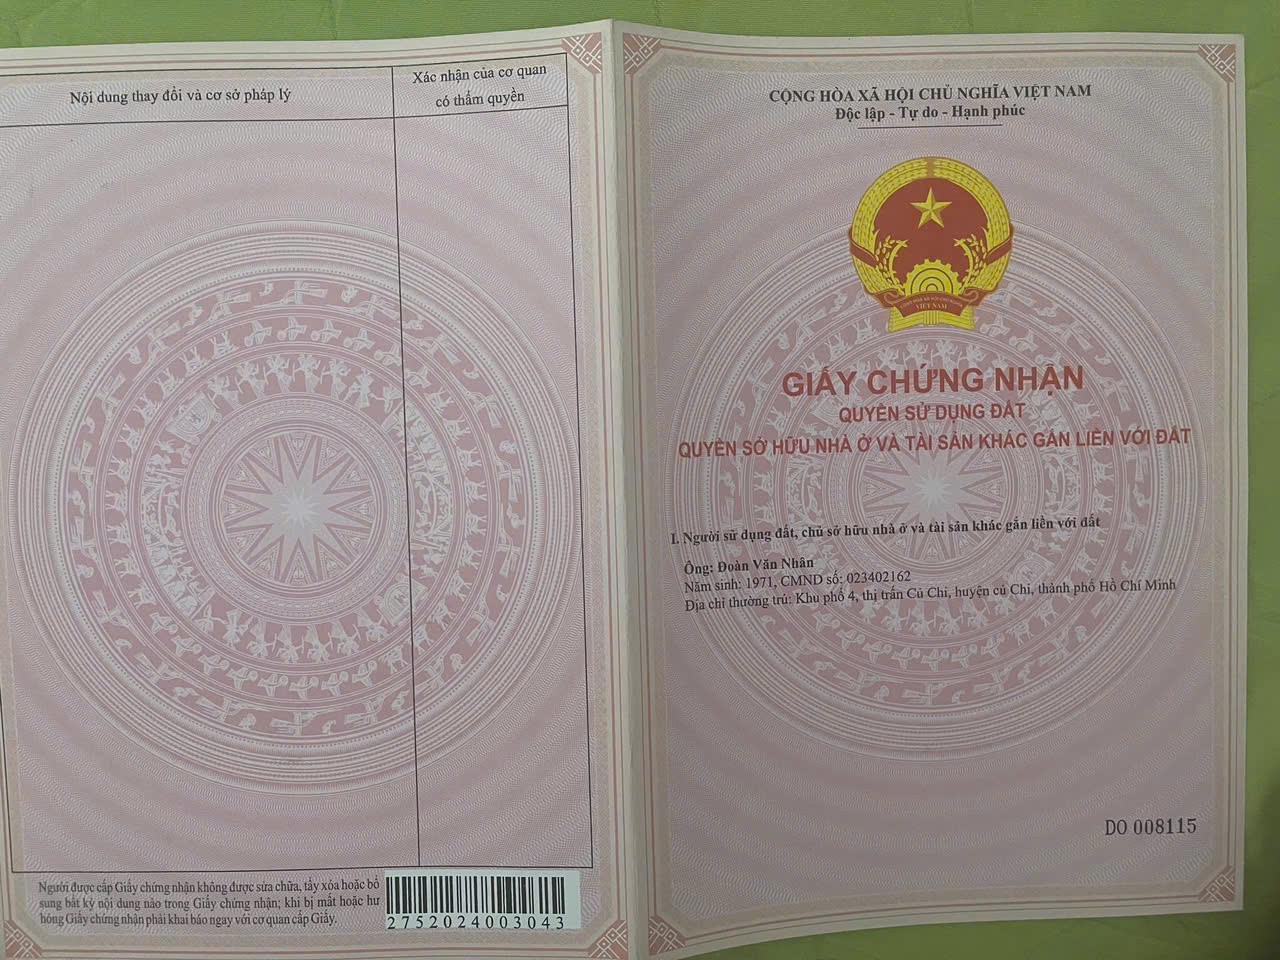 Nội dung thay đổi và cơ sở pháp lý
Xác nhận của cơ quan
có thẩm quyền
Người được cấp Giấy chứng nhận không được sửa chữa, tẩy xóa hoặc bổ
sung bất kỳ nội dung nào trong Giấy chứng nhận; khi bị mất hoặc hư
hỏng Giấy chứng nhận phải khai báo ngay với cơ quan cấp Giấy.
2752024003043
CỘNG HÒA XÃ HỘI CHỦ NGHĨA VIỆT NAM
Độc lập - Tự do - Hạnh phúc
VIỆT NAM
GIẤY CHỨNG NHẬN
QUYỀN SỬ DỤNG ĐẤT
QUYỀN SỞ HỮU NHÀ Ở VÀ TÀI SẢN KHÁC GẮN LIỀN VỚI ĐẤT
I. Người sử dụng đất, chủ sở hữu nhà ở và tài sản khác gắn liền với đất
Ông: Đoàn Văn Nhân
Năm sinh: 1971, CMND số: 023402162
Địa chỉ thường trú: Khu phố 4, thị trấn Củ Chi, huyện củ Chi, thành phố Hồ Chí Minh
DO 008115